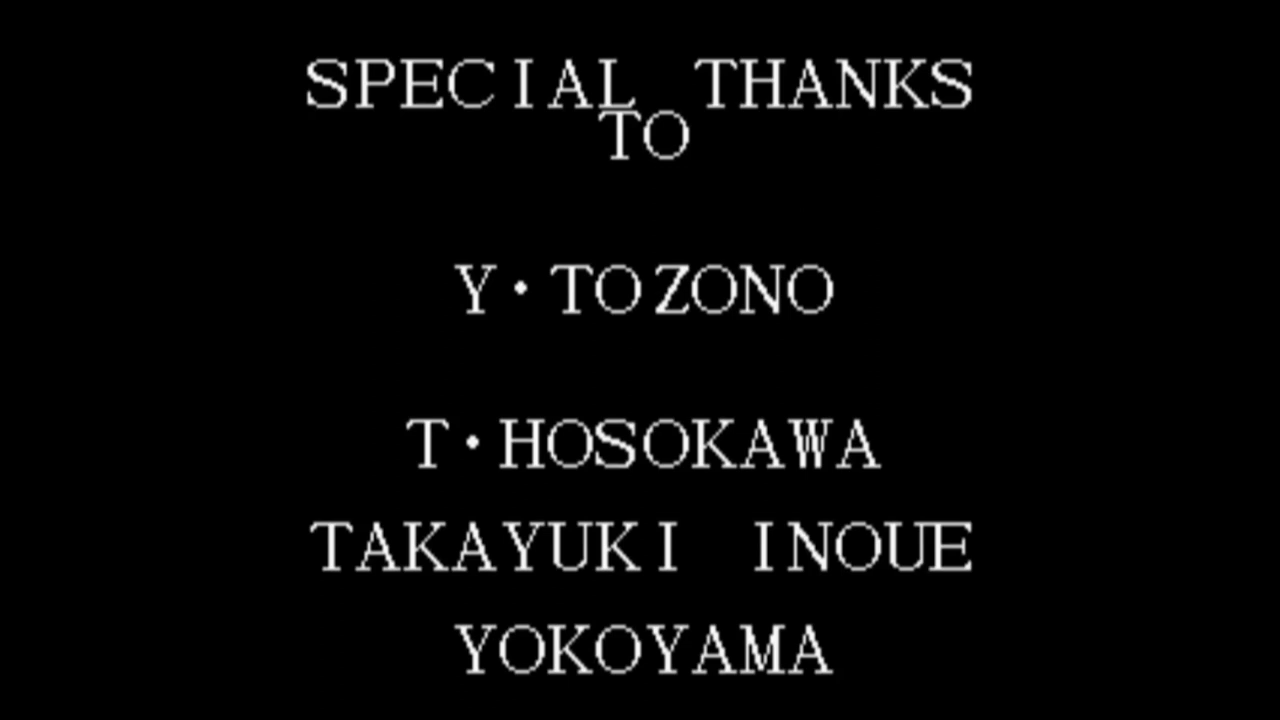 SPECIAL THANKS
TO
Y・TOZONO
T・HOSOKAWA
TAKAYUKI INOUE
YOKOYAMA